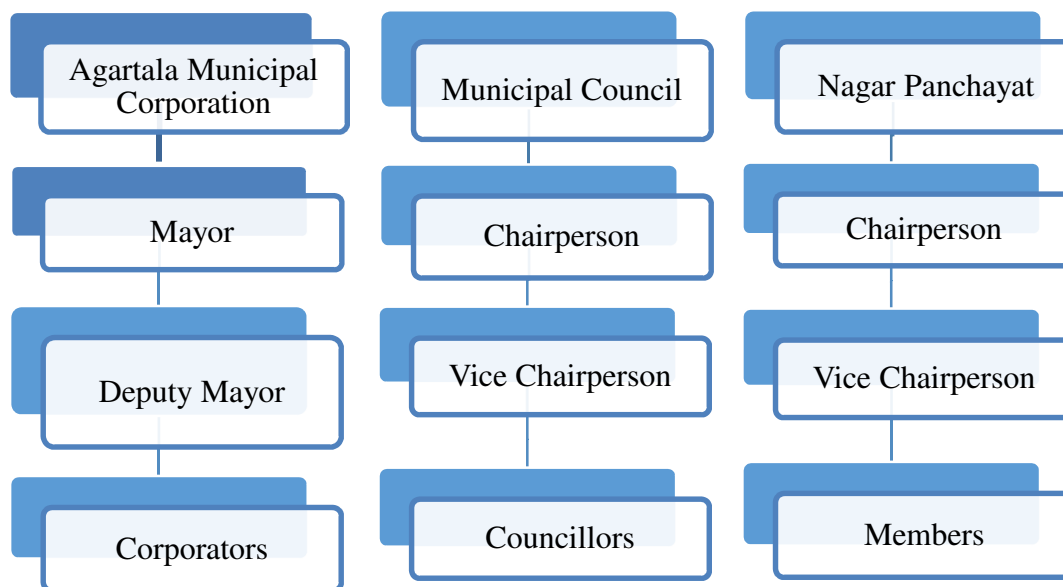 Agartala Municipal
Corporation
Mayor
Deputy Mayor
Corporators
Municipal Council
Chairperson
Vice Chairperson
Councillors
Nagar Panchayat
Chairperson
Vice Chairperson
Members